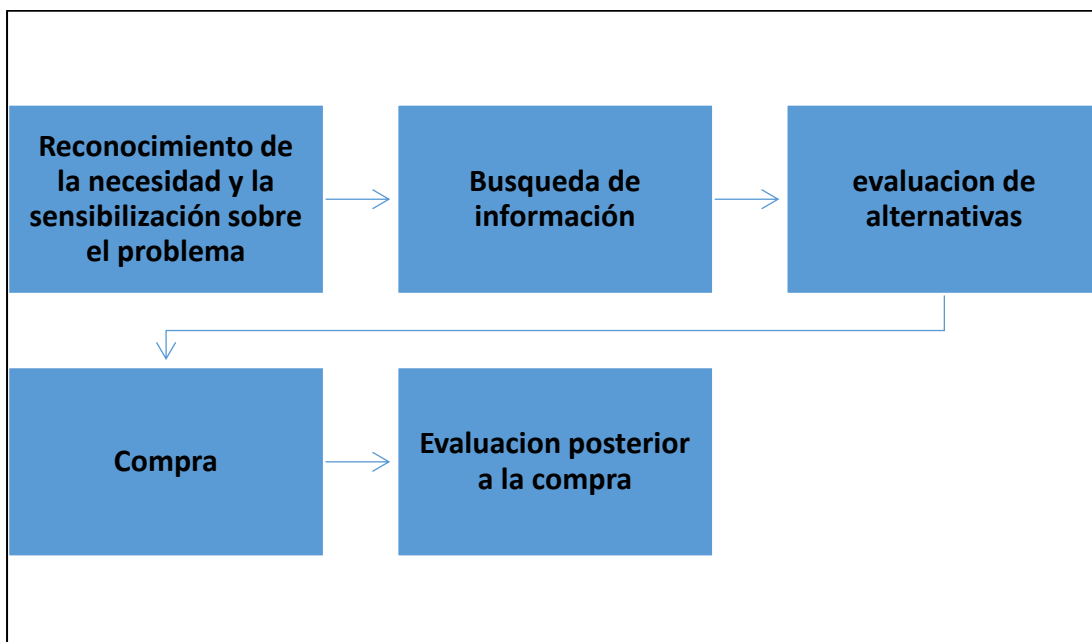 Reconocimiento de
la necesidad y la
sensibilización sobre
el problema
Busqueda de
información
evaluacion de
alternativas
Compra
Evaluacion posterior
a la compra